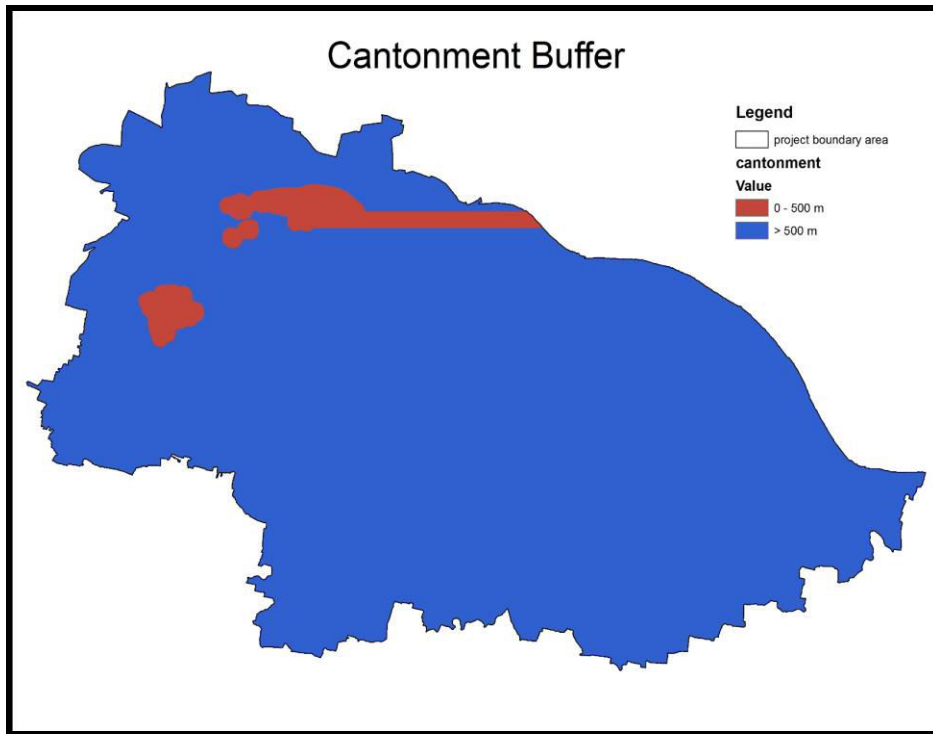 Cantonment Buffer
Legend
project boundary area
cantonment
Value
0 - 500 m
> 500 m